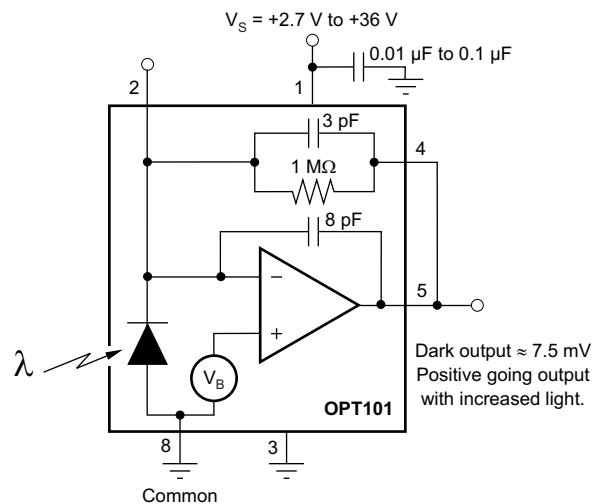 V_S = +2.7 V to +36 V
0.01 µF to 0.1 µF
2
1
3 pF
4
1 MΩ
8 pF
5
λ
V_B
Dark output ≈ 7.5 mV
Positive going output
with increased light.
OPT101
8
3
Common